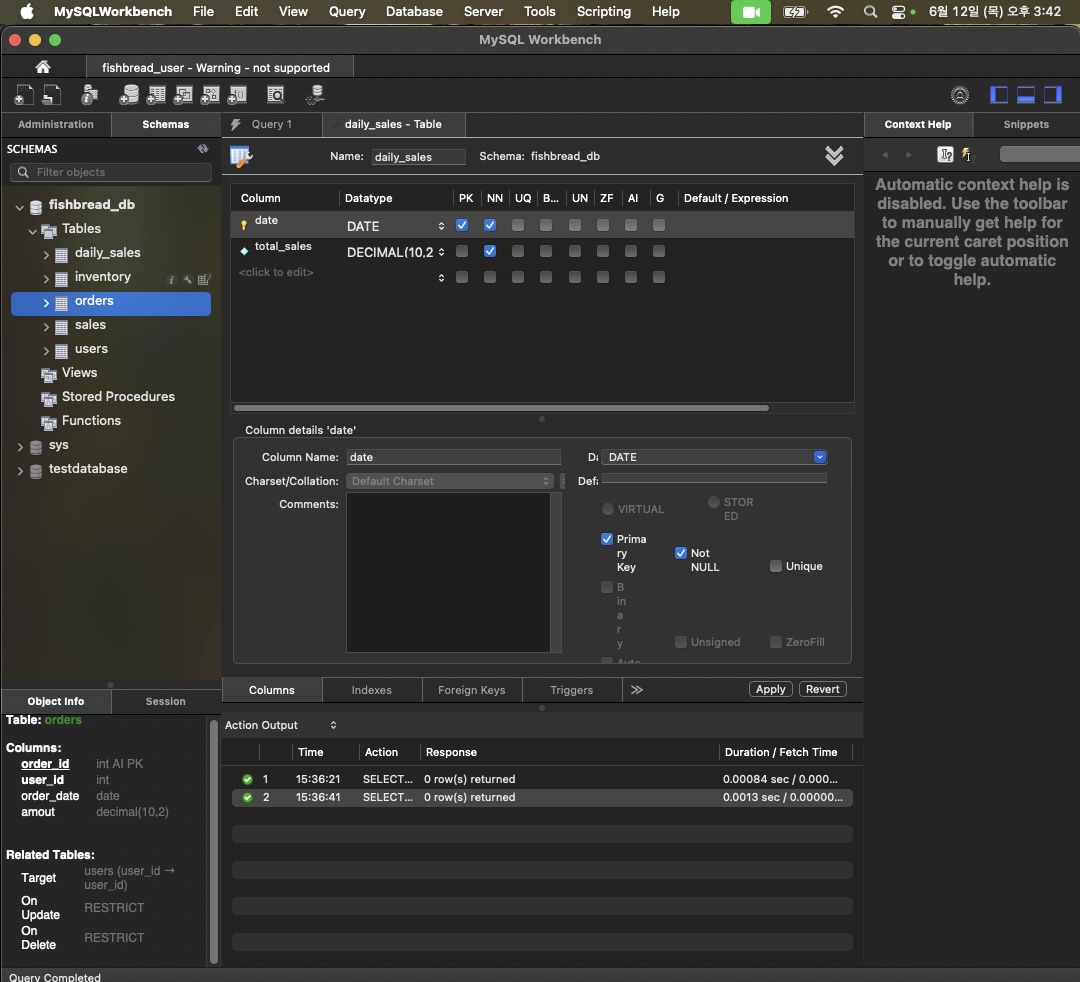 MySQLWorkbench File Edit View Query Database Server Tools Scripting Help 6월 12일 (목) 오후 3:42
MySQL Workbench
fishbread_user - Warning - not supported
Administration Schemas Query 1 daily_sales - Table Context Help Snippets
SCHEMAS
Filter objects
fishbread_db
Tables
daily_sales
inventory
orders
sales
users
Views
Stored Procedures
Functions
sys
testdatabase
Name: daily_sales Schema: fishbread_db
Column Datatype PK NN UQ B... UN ZF AI G Default / Expression
date DATE
total_sales DECIMAL(10,2
<click to edit>
Column details 'date'
Column Name: date Da DATE
Charset/Collation: Default Charset Defa
Comments:
VIRTUAL
STOR
ED
Prima
ry
Key
Not
NULL
Unique
B
in
a
r
y
Unsigned
ZeroFill
Auto
Columns Indexes Foreign Keys Triggers Apply Revert
Automatic context help is
disabled. Use the toolbar
to manually get help for
the current caret position
or to toggle automatic
help.
Object Info Session
Table: orders
Columns:
order_id int AI PK
user_id int
order_date date
amout decimal(10,2)
Related Tables:
Target users (user_id →
user_id)
On
Update RESTRICT
On
Delete RESTRICT
Action Output
Time Action Response Duration / Fetch Time
1 15:36:21 SELECT... 0 row(s) returned 0.00084 sec / 0.000...
2 15:36:41 SELECT... 0 row(s) returned 0.0013 sec / 0.00000...
Query Completed